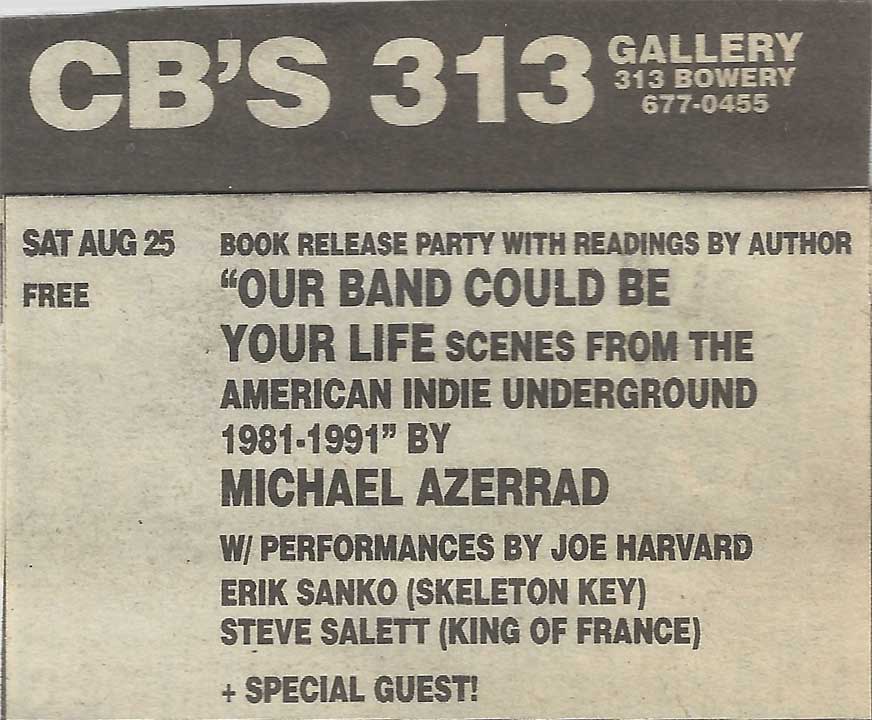 CB'S 313
GALLERY
313 BOWERY
677-0455
SAT AUG 25
FREE
BOOK RELEASE PARTY WITH READINGS BY AUTHOR
“OUR BAND COULD BE
YOUR LIFE SCENES FROM THE
AMERICAN INDIE UNDERGROUND
1981-1991” BY
MICHAEL AZERRAD
W/ PERFORMANCES BY JOE HARVARD
ERIK SANKO (SKELETON KEY)
STEVE SALETT (KING OF FRANCE)
+ SPECIAL GUEST!